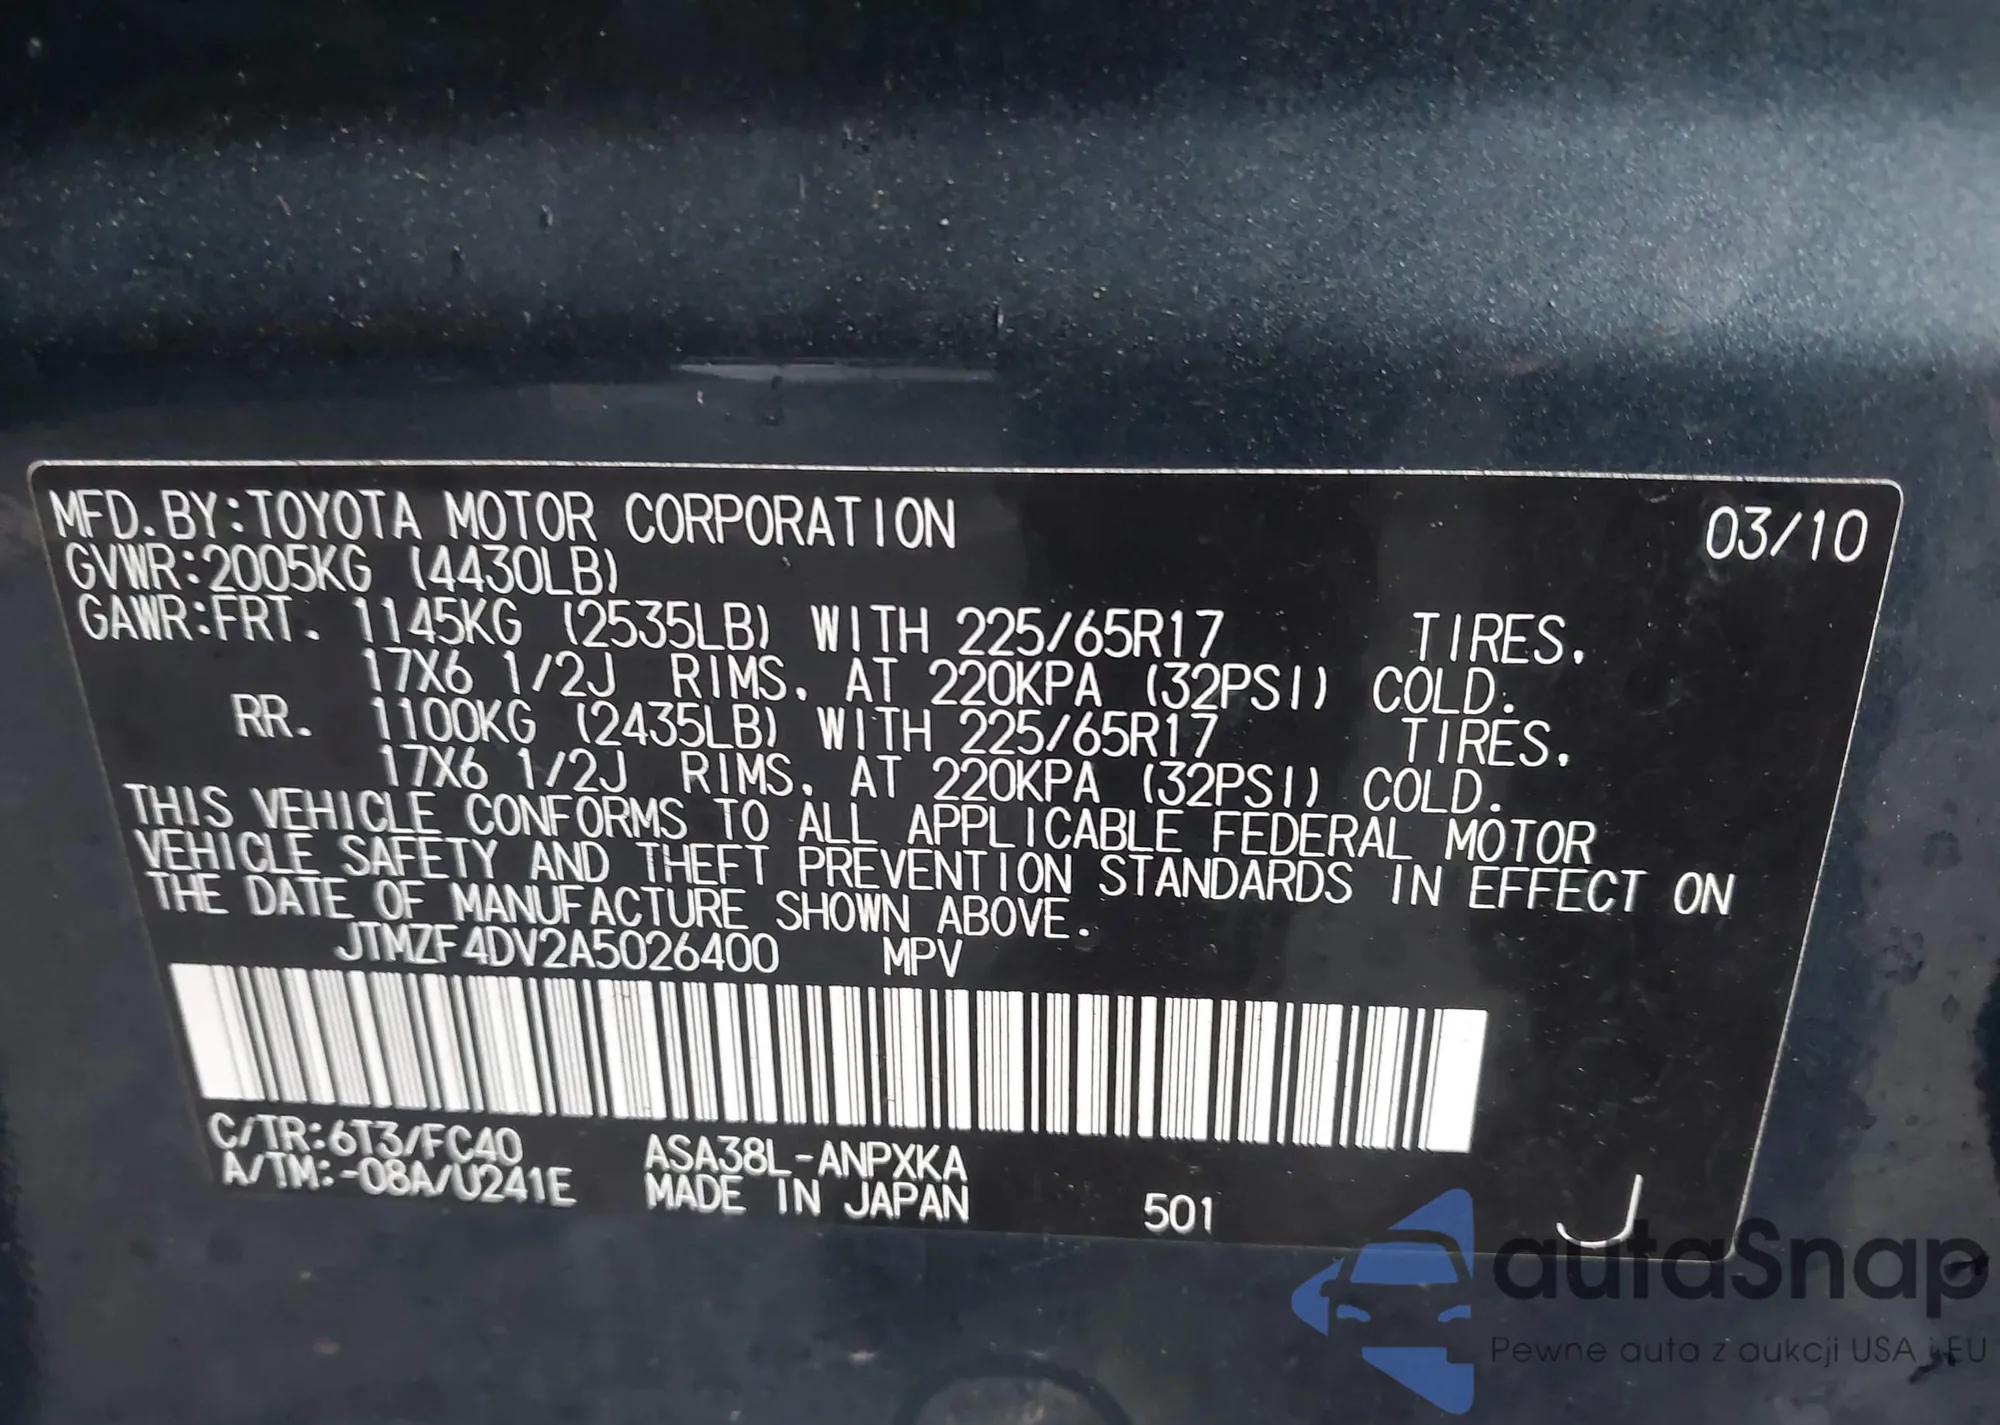 MFD.BY:TOYOTA MOTOR CORPORATION 03/10
GVWR:2005KG (4430LB)
GAWR:FRT. 1145KG (2535LB) WITH 225/65R17 TIRES.
17X6 1/2J RIMS. AT 220KPA (32PSI) COLD.
RR. 1100KG (2435LB) WITH 225/65R17 TIRES.
17X6 1/2J RIMS. AT 220KPA (32PSI) COLD.
THIS VEHICLE CONFORMS TO ALL APPLICABLE FEDERAL MOTOR
VEHICLE SAFETY AND THEFT PREVENTION STANDARDS IN EFFECT ON
THE DATE OF MANUFACTURE SHOWN ABOVE.
JTMZF4DV2A5026400 MPV
C/TR:6T3/FC40 ASA38L-ANPXKA
A/TM:-08A/U241E MADE IN JAPAN 501 J
autaSnap
Pewne auta z aukcji USA i EU